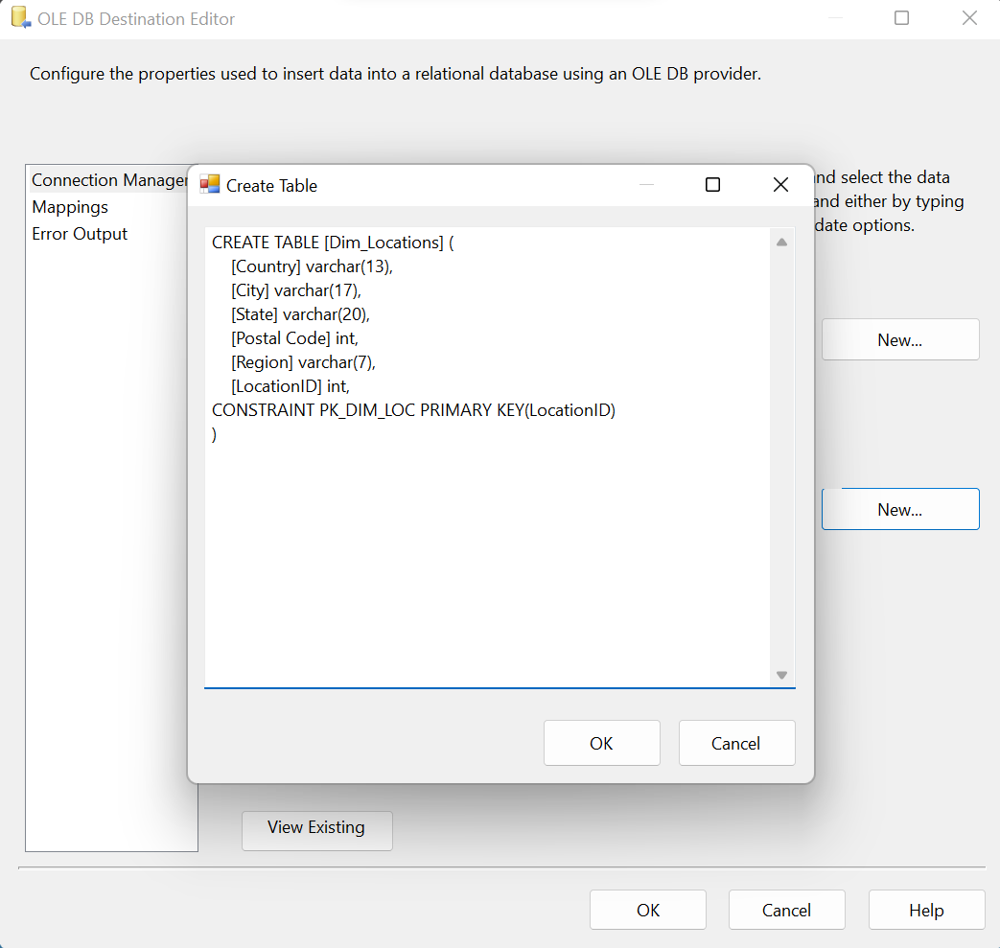 OLE DB Destination Editor
Configure the properties used to insert data into a relational database using an OLE DB provider.
Connection Manager
Mappings
Error Output
and select the data
and either by typing
date options.
New...
New...
Create Table
CREATE TABLE [Dim_Locations] (
[Country] varchar(13),
[City] varchar(17),
[State] varchar(20),
[Postal Code] int,
[Region] varchar(7),
[LocationID] int,
CONSTRAINT PK_DIM_LOC PRIMARY KEY(LocationID)
)
OK
Cancel
View Existing
OK
Cancel
Help